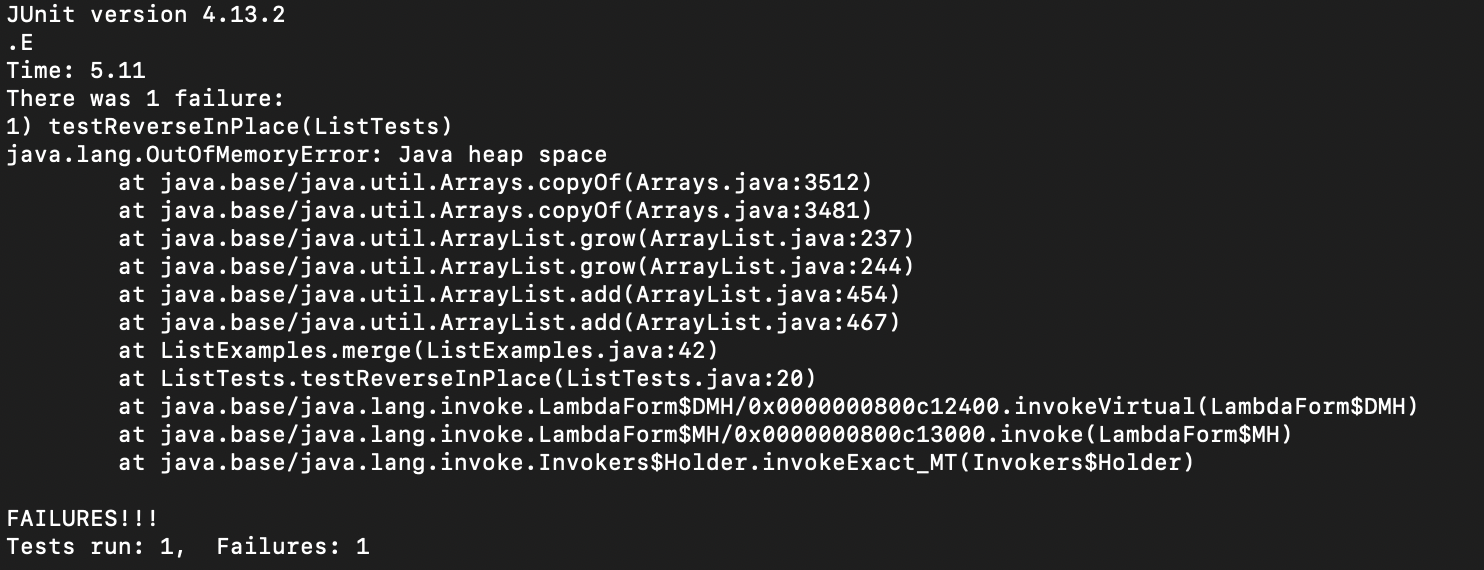 JUnit version 4.13.2
.E
Time: 5.11
There was 1 failure:
1) testReverseInPlace(ListTests)
java.lang.OutOfMemoryError: Java heap space
        at java.base/java.util.Arrays.copyOf(Arrays.java:3512)
        at java.base/java.util.Arrays.copyOf(Arrays.java:3481)
        at java.base/java.util.ArrayList.grow(ArrayList.java:237)
        at java.base/java.util.ArrayList.grow(ArrayList.java:244)
        at java.base/java.util.ArrayList.add(ArrayList.java:454)
        at java.base/java.util.ArrayList.add(ArrayList.java:467)
        at ListExamples.merge(ListExamples.java:42)
        at ListTests.testReverseInPlace(ListTests.java:20)
        at java.base/java.lang.invoke.LambdaForm$DMH/0x0000000800c12400.invokeVirtual(LambdaForm$DMH)
        at java.base/java.lang.invoke.LambdaForm$MH/0x0000000800c13000.invoke(LambdaForm$MH)
        at java.base/java.lang.invoke.Invokers$Holder.invokeExact_MT(Invokers$Holder)

FAILURES!!!
Tests run: 1,  Failures: 1